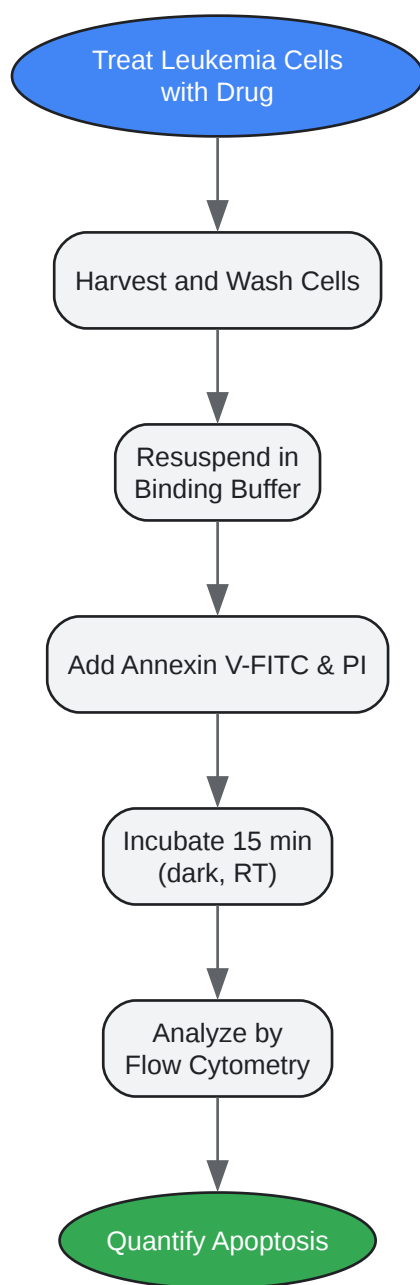 Treat Leukemia Cells
with Drug
Harvest and Wash Cells
Resuspend in
Binding Buffer
Add Annexin V-FITC & PI
Incubate 15 min
(dark, RT)
Analyze by
Flow Cytometry
Quantify Apoptosis